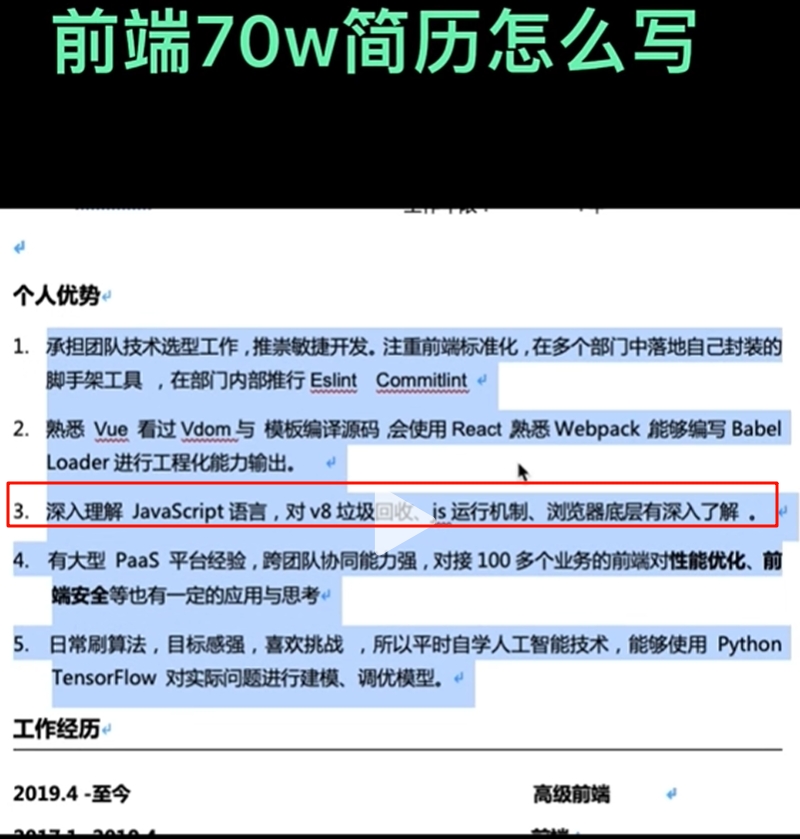 前端70w简历怎么写
个人优势
1. 承担团队技术选型工作，推崇敏捷开发。注重前端标准化，在多个部门中落地自己封装的
脚手架工具 ，在部门内部推行 Eslint Commitlint
2. 熟悉 Vue 看过 Vdom 与 模板编译源码 ,会使用 React ,熟悉 Webpack ,能够编写 Babel
Loader 进行工程化能力输出。
3. 深入理解 JavaScript 语言，对 v8 垃圾回收、js 运行机制、浏览器底层有深入了解 。
4. 有大型 PaaS 平台经验，跨团队协同能力强，对接 100 多个业务的前端对性能优化、前
端安全等也有一定的应用与思考
5. 日常刷算法，目标感强，喜欢挑战 ，所以平时自学人工智能技术，能够使用 Python
TensorFlow 对实际问题进行建模、调优模型。
工作经历
2019.4 -至今 高级前端